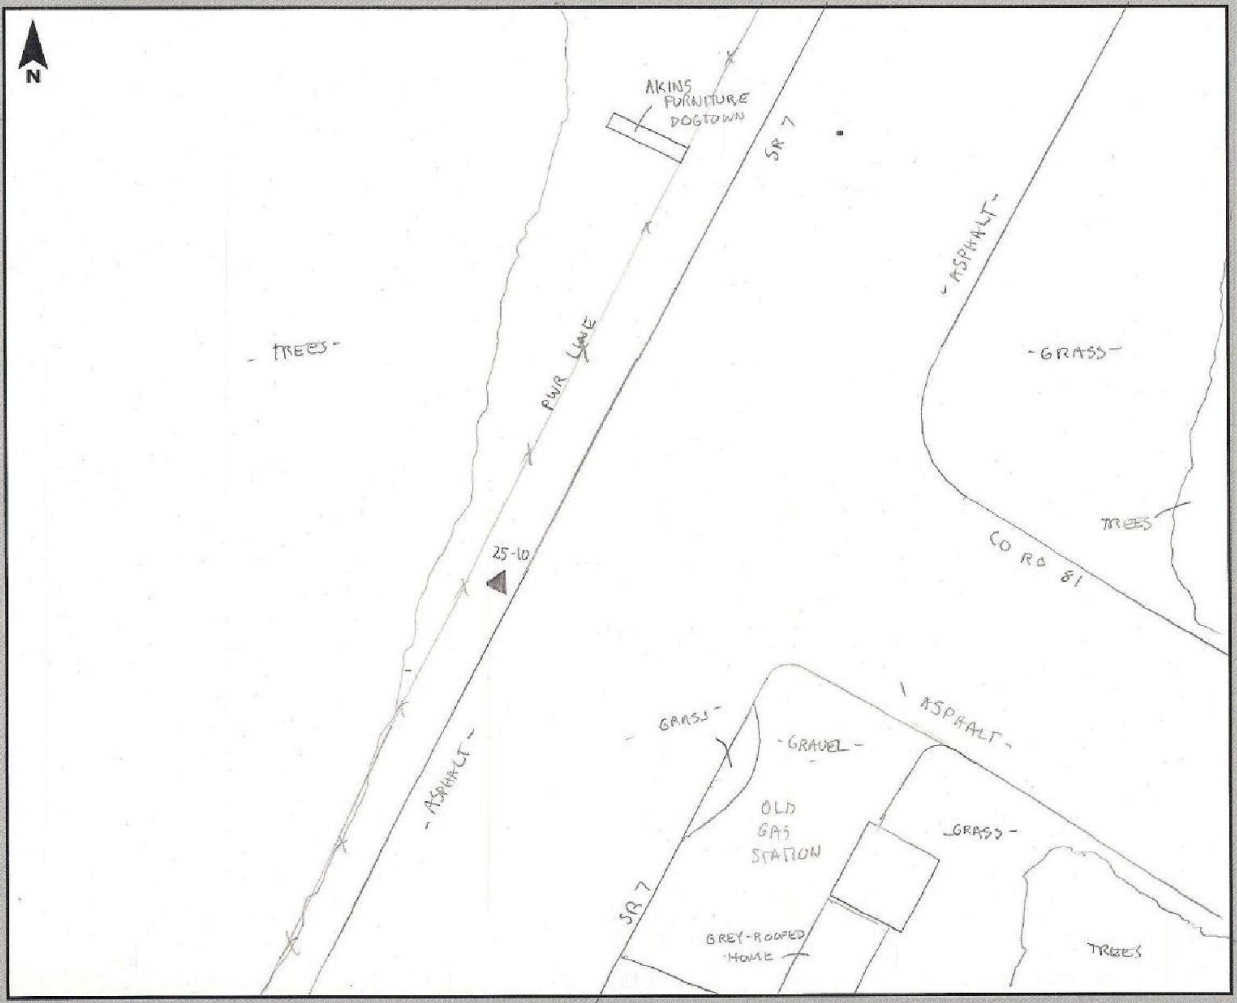 N
AKINS
FURNITURE
DOGTOWN
SR 7
- ASPHALT -
PWR LINE
- TREES -
- GRASS -
TREES
25-10
CO RD 81
- ASPHALT -
- GRASS -
- GRAVEL -
- ASPHALT -
OLD
GAS
STATION
- GRASS -
SR 7
GREY-ROOFED
HOME
TREES